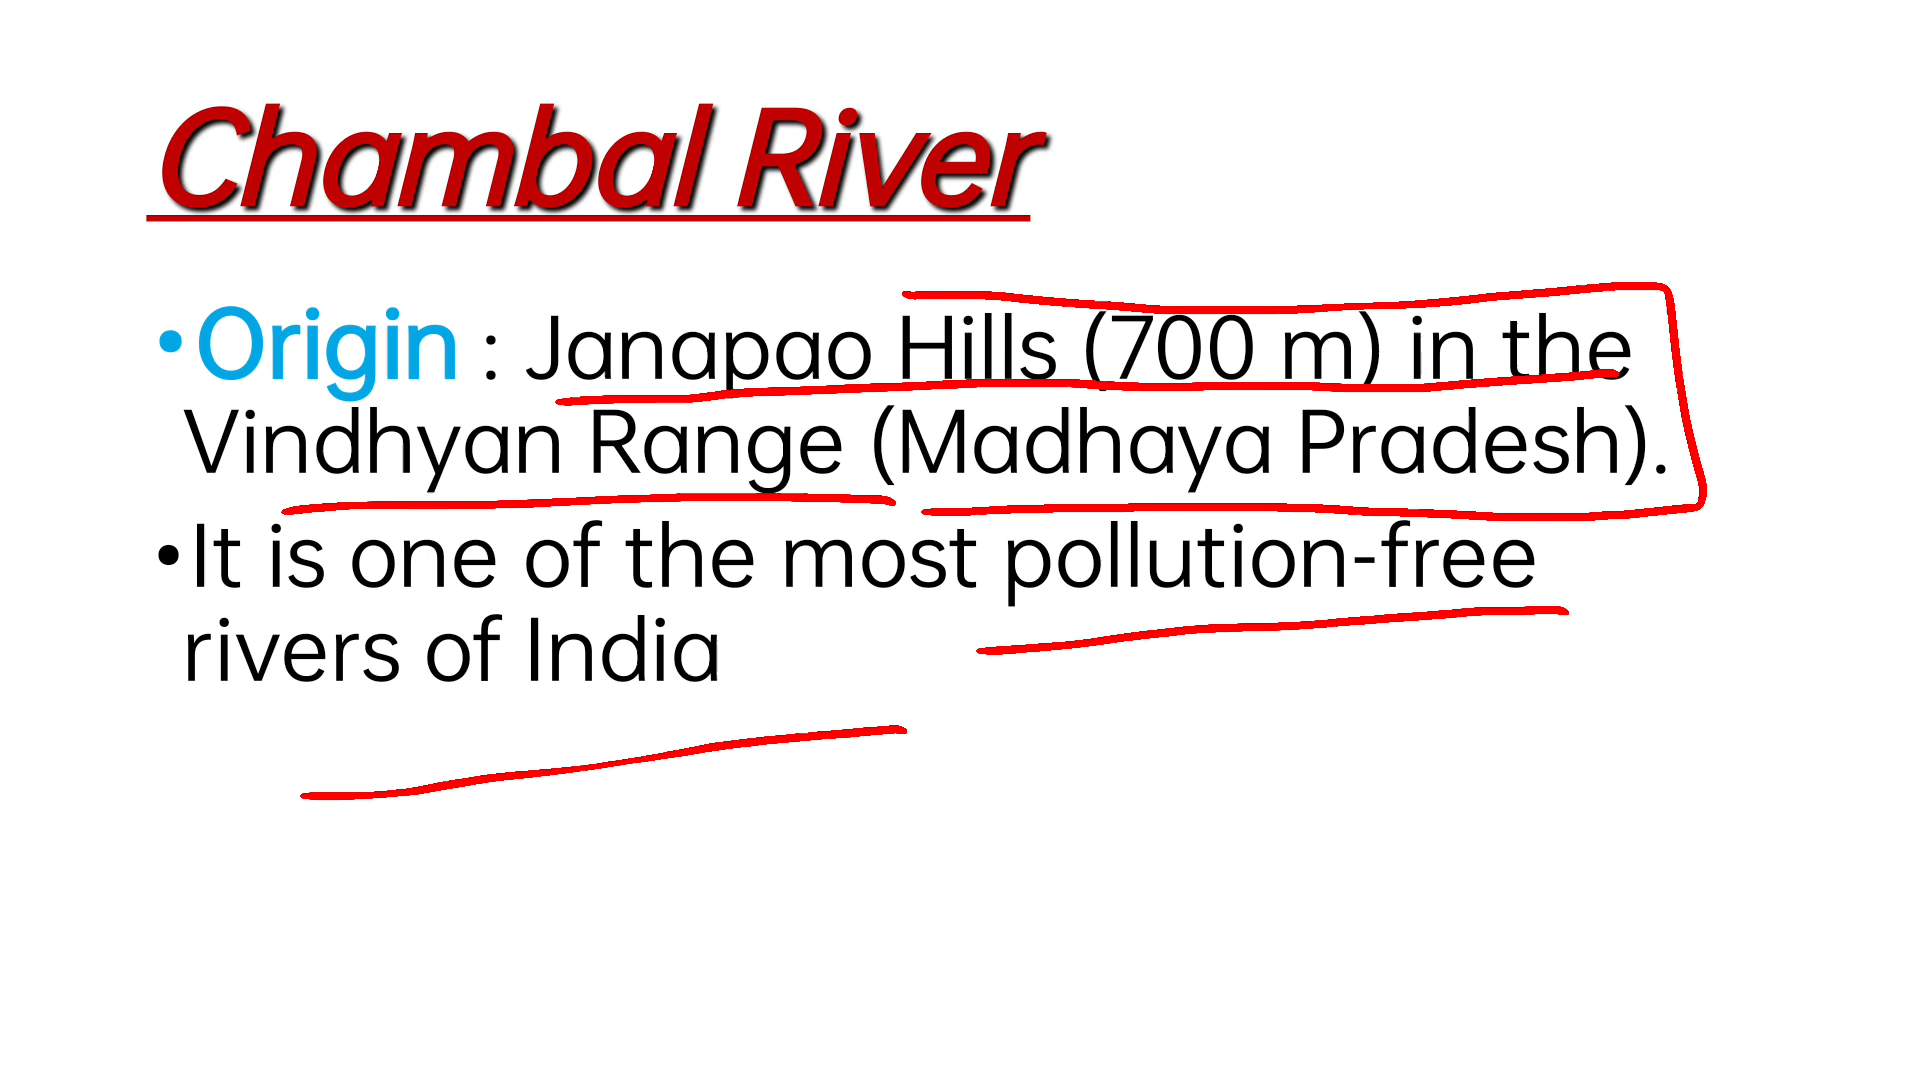 Chambal River
•Origin : Janapao Hills (700 m) in the
Vindhyan Range (Madhaya Pradesh).
•It is one of the most pollution-free
rivers of India